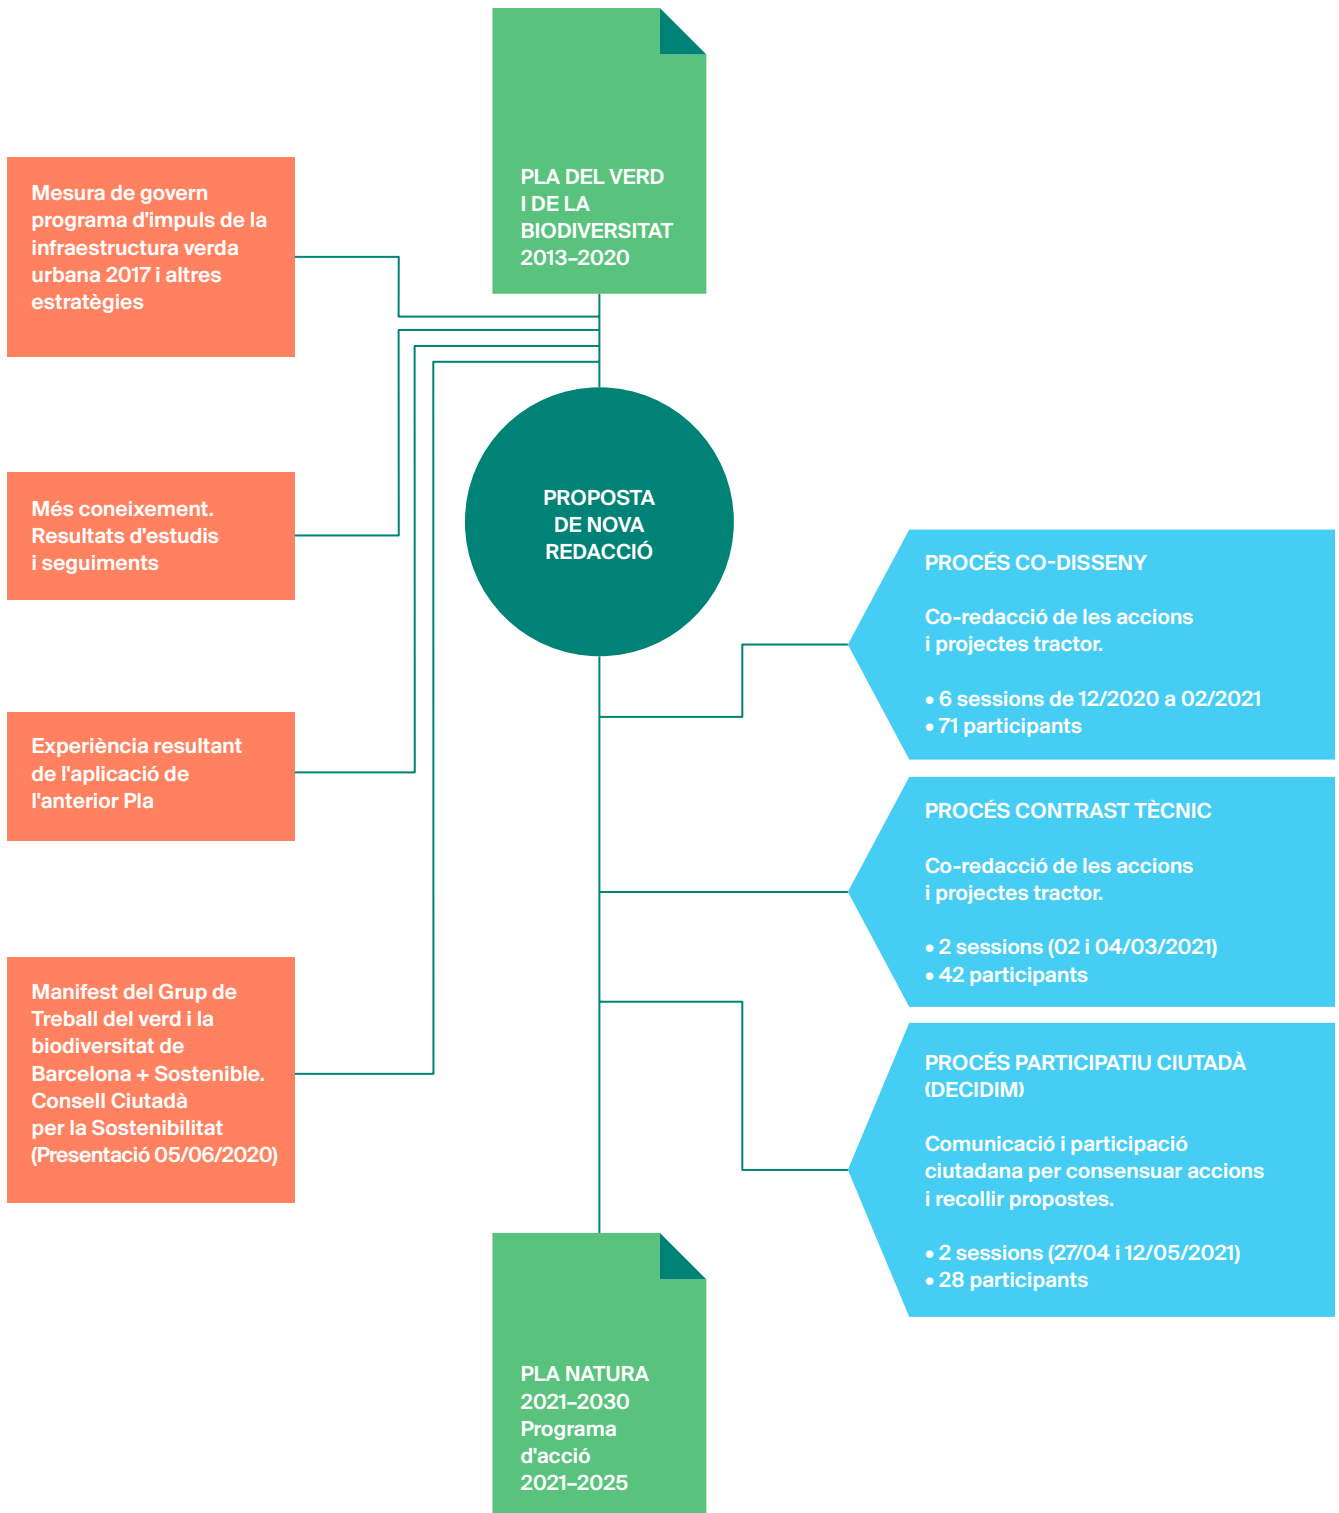 PLA DEL VERD
I DE LA
BIODIVERSITAT
2013–2020
Mesura de govern
programa d'impuls de la
infraestructura verda
urbana 2017 i altres
estratègies
Més coneixement.
Resultats d'estudis
i seguiments
Experiència resultant
de l'aplicació de
l'anterior Pla
Manifest del Grup de
Treball del verd i la
biodiversitat de
Barcelona + Sostenible.
Consell Ciutadà
per la Sostenibilitat
(Presentació 05/06/2020)
PROPOSTA
DE NOVA
REDACCIÓ
PROCÉS CO-DISSENY
Co-redacció de les accions
i projectes tractor.
• 6 sessions de 12/2020 a 02/2021
• 71 participants
PROCÉS CONTRAST TÈCNIC
Co-redacció de les accions
i projectes tractor.
• 2 sessions (02 i 04/03/2021)
• 42 participants
PROCÉS PARTICIPATIU CIUTADÀ
(DECIDIM)
Comunicació i participació
ciutadana per consensuar accions
i recollir propostes.
• 2 sessions (27/04 i 12/05/2021)
• 28 participants
PLA NATURA
2021–2030
Programa
d'acció
2021–2025